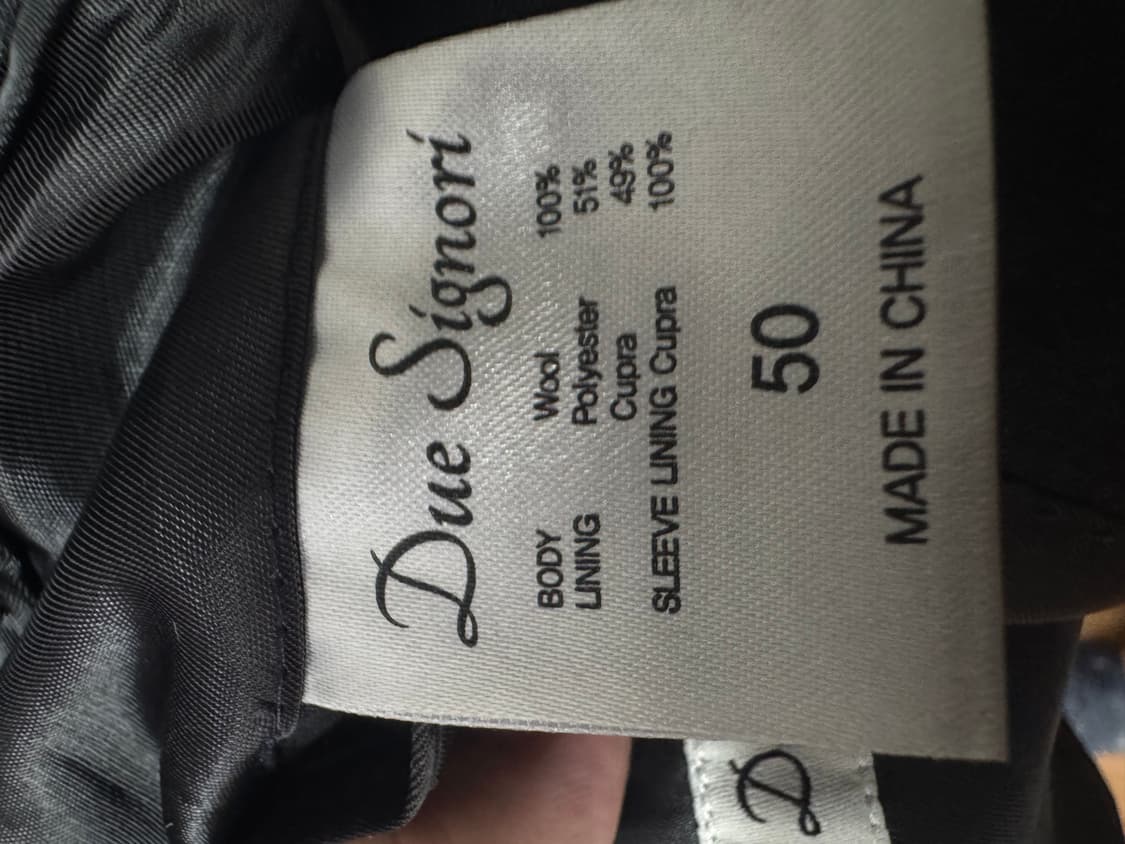 Due Signori
BODY Wool 100%
LINING Polyester 51%
Cupra 49%
SLEEVE LINING Cupra 100%
50
MADE IN CHINA
D